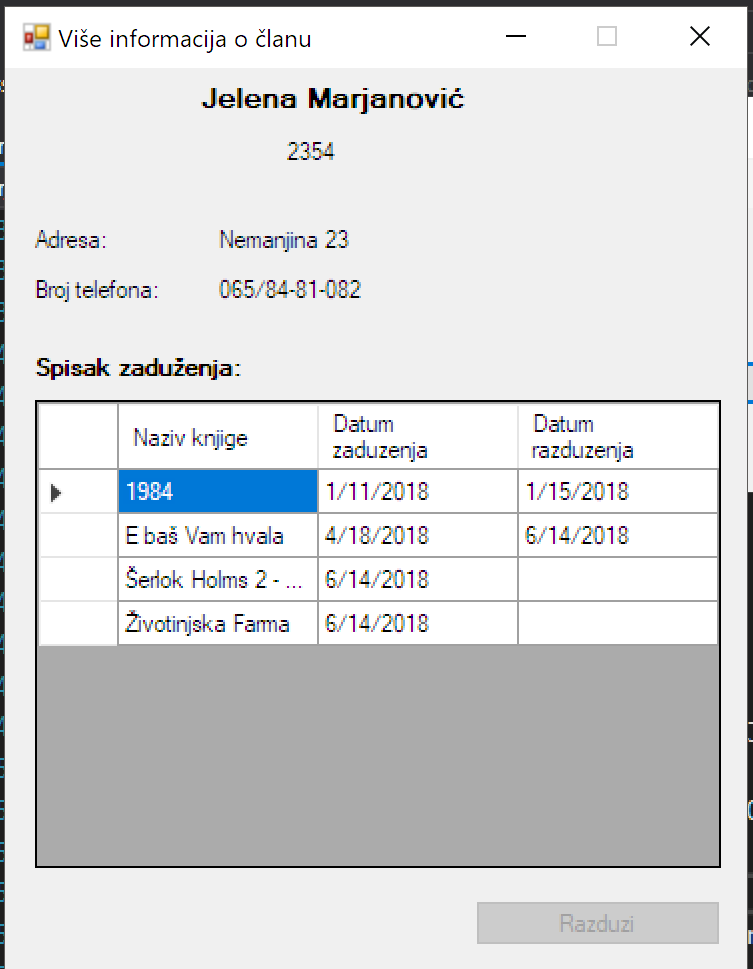 Više informacija o članu
Jelena Marjanović
2354
Adresa: Nemanjina 23
Broj telefona: 065/84-81-082
Spisak zaduženja:
Naziv knjige Datum zaduzenja Datum razduzenja
1984 1/11/2018 1/15/2018
E baš Vam hvala 4/18/2018 6/14/2018
Šerlok Holms 2 - ... 6/14/2018
Životinjska Farma 6/14/2018
Razduzi